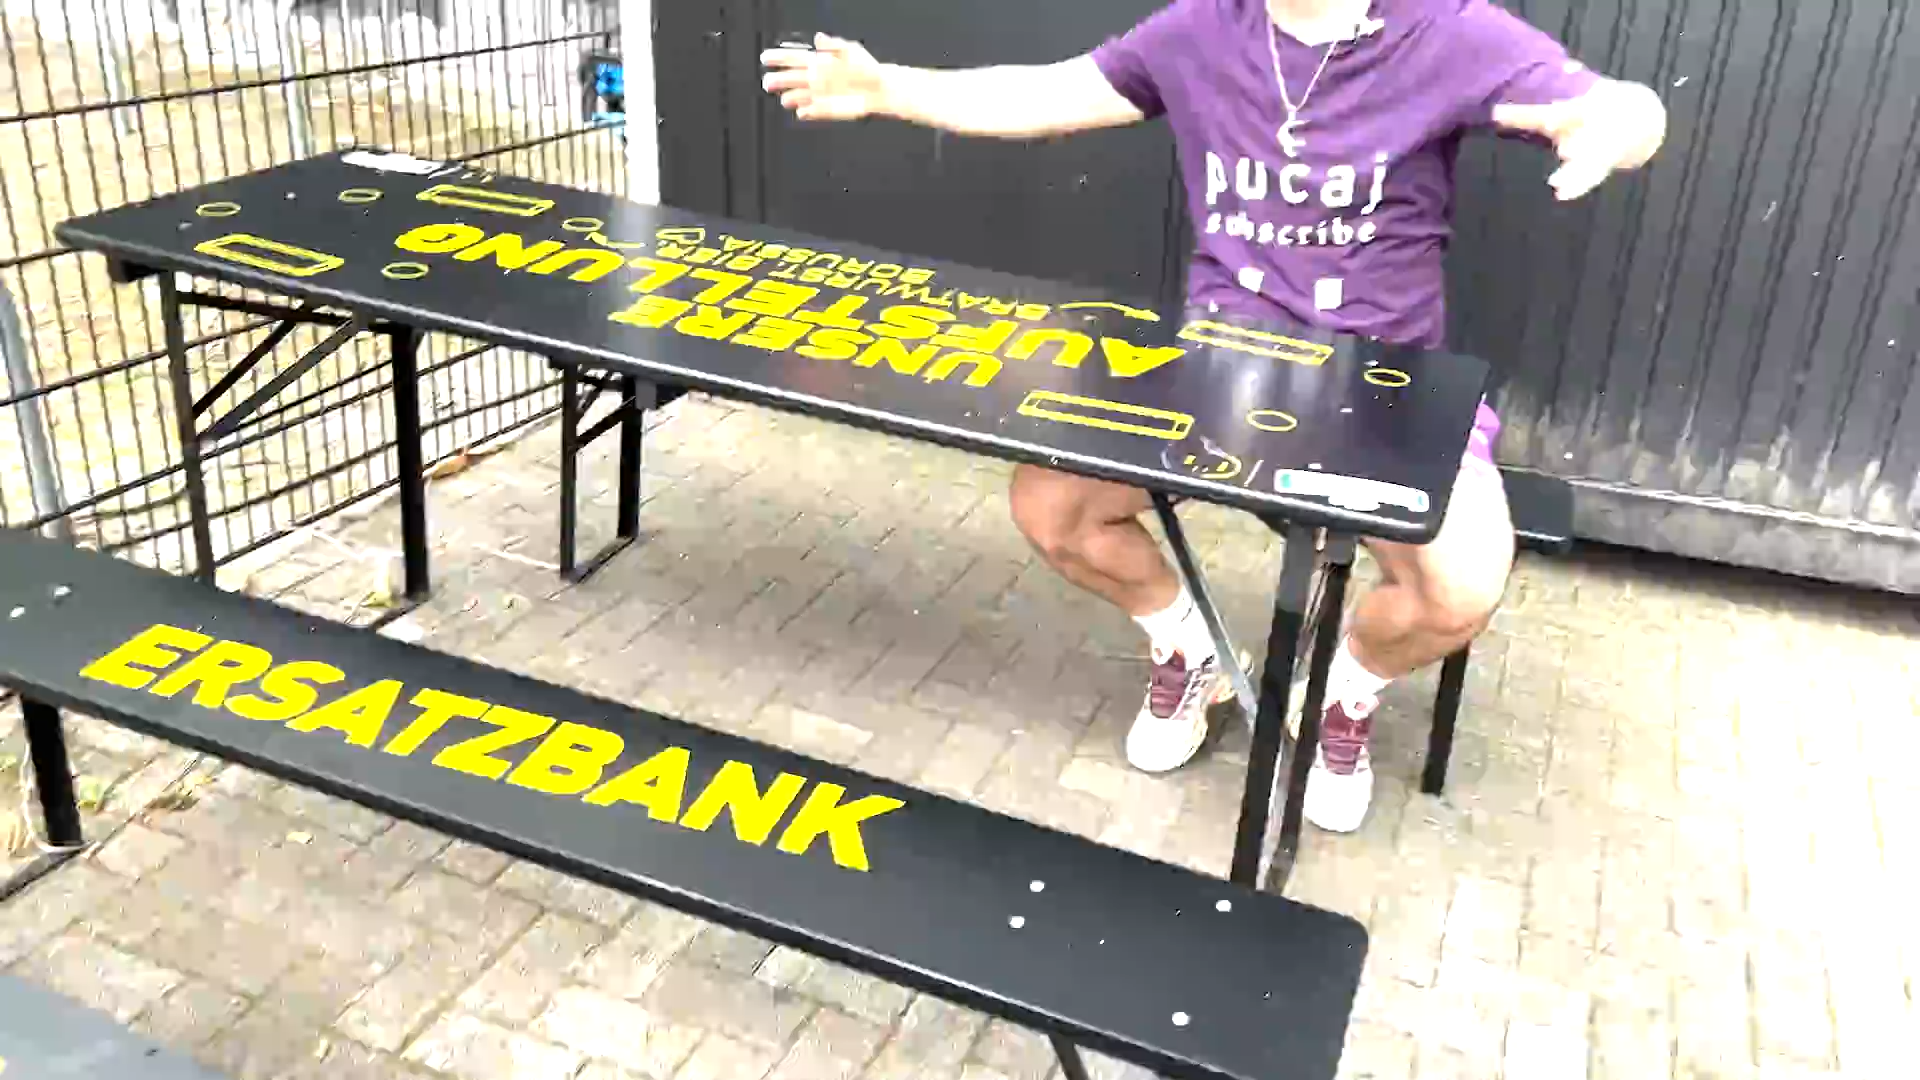 pucaj
subscribe
UNSERE
AUFSTELLUNG
BRATWURST. BIER.
BORUSSIA.
ERSATZBANK